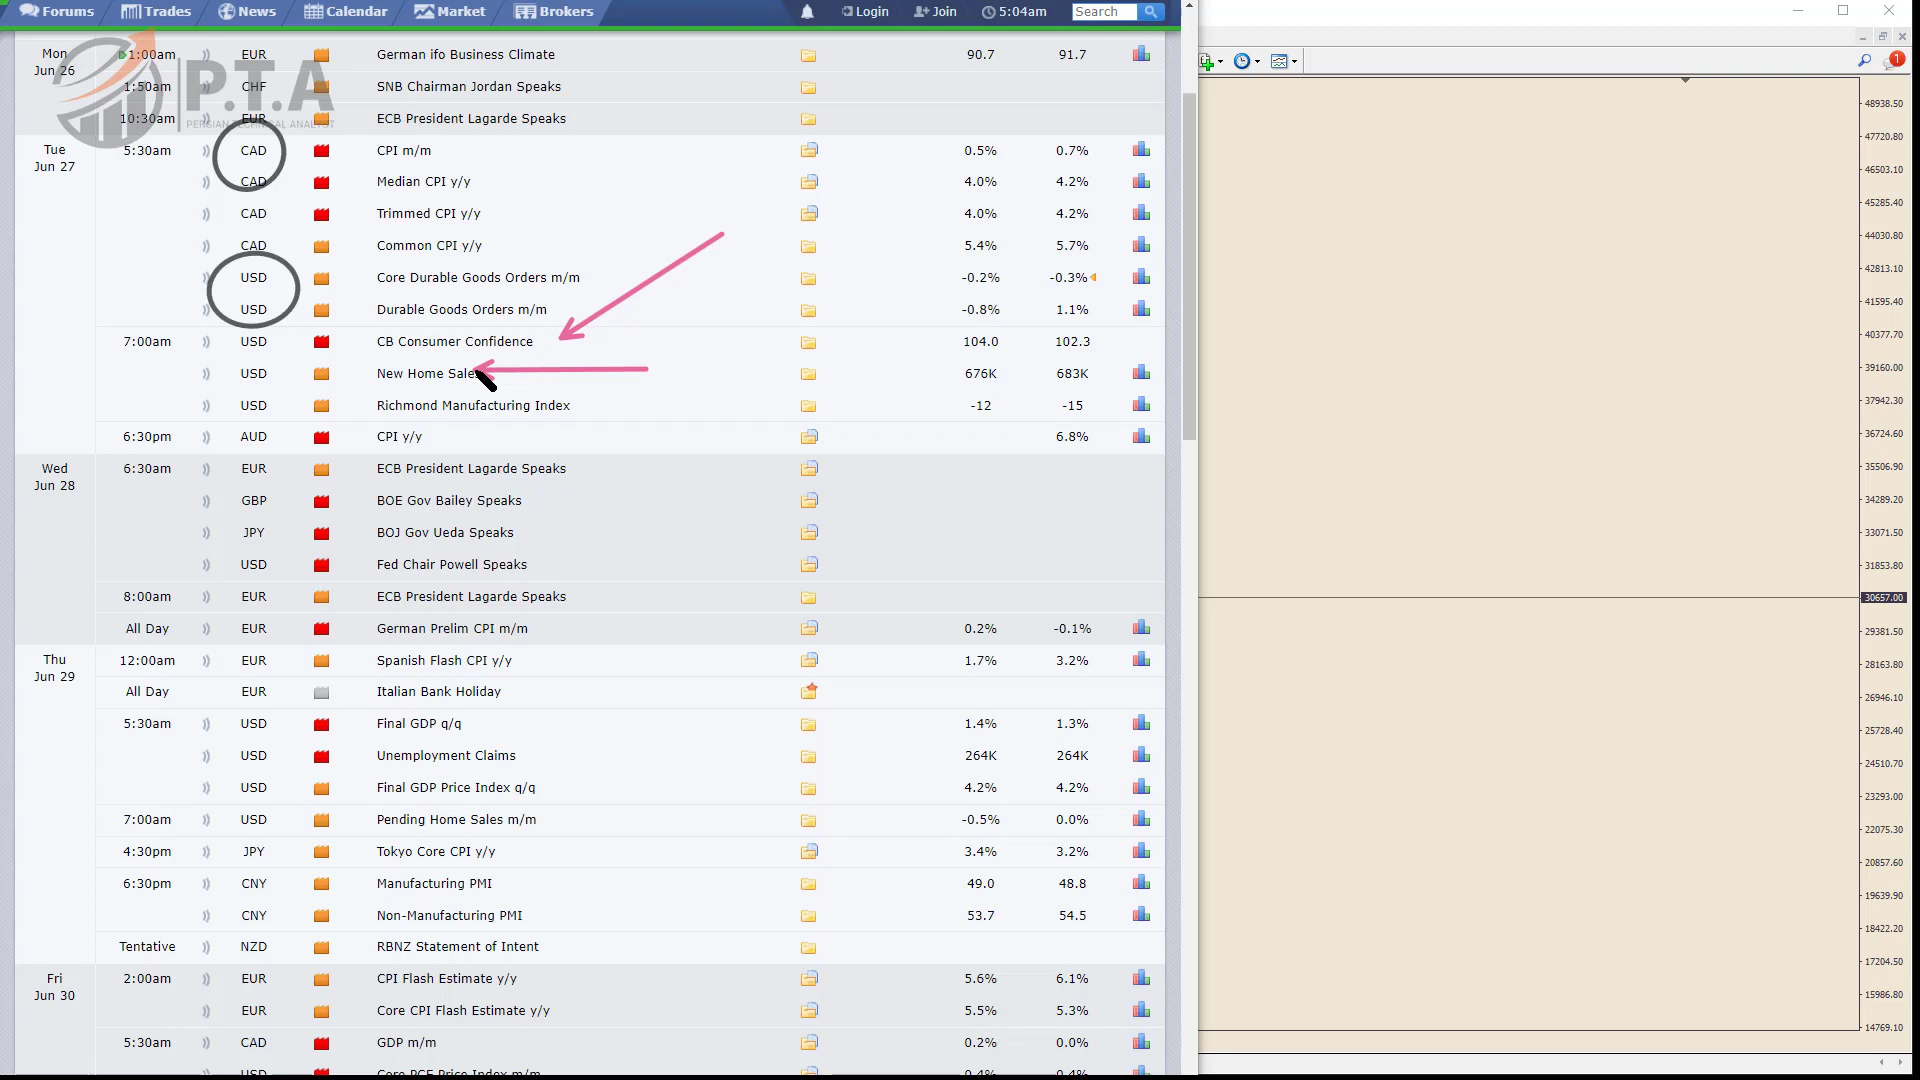 Forums Trades News Calendar Market Brokers Login Join 5:04am Search
P.T.A
PERSIAN TECHNICAL ANALYST
Mon Jun 26 1:00am EUR German ifo Business Climate 90.7 91.7
1:50am CHF SNB Chairman Jordan Speaks
10:30am EUR ECB President Lagarde Speaks
Tue Jun 27 5:30am CAD CPI m/m 0.5% 0.7%
CAD Median CPI y/y 4.0% 4.2%
CAD Trimmed CPI y/y 4.0% 4.2%
CAD Common CPI y/y 5.4% 5.7%
USD Core Durable Goods Orders m/m -0.2% -0.3%
USD Durable Goods Orders m/m -0.8% 1.1%
7:00am USD CB Consumer Confidence 104.0 102.3
USD New Home Sales 676K 683K
USD Richmond Manufacturing Index -12 -15
6:30pm AUD CPI y/y 6.8%
Wed Jun 28 6:30am EUR ECB President Lagarde Speaks
GBP BOE Gov Bailey Speaks
JPY BOJ Gov Ueda Speaks
USD Fed Chair Powell Speaks
8:00am EUR ECB President Lagarde Speaks
All Day EUR German Prelim CPI m/m 0.2% -0.1%
Thu Jun 29 12:00am EUR Spanish Flash CPI y/y 1.7% 3.2%
All Day EUR Italian Bank Holiday
5:30am USD Final GDP q/q 1.4% 1.3%
USD Unemployment Claims 264K 264K
USD Final GDP Price Index q/q 4.2% 4.2%
7:00am USD Pending Home Sales m/m -0.5% 0.0%
4:30pm JPY Tokyo Core CPI y/y 3.4% 3.2%
6:30pm CNY Manufacturing PMI 49.0 48.8
CNY Non-Manufacturing PMI 53.7 54.5
Tentative NZD RBNZ Statement of Intent
Fri Jun 30 2:00am EUR CPI Flash Estimate y/y 5.6% 6.1%
EUR Core CPI Flash Estimate y/y 5.5% 5.3%
5:30am CAD GDP m/m 0.2% 0.0%
USD Core PCE Price Index m/m 0.4% 0.4%
1
48938.50
47720.80
46503.10
45285.40
44030.80
42813.10
41595.40
40377.70
39160.00
37942.30
36724.60
35506.90
34289.20
33071.50
31853.80
30657.00
29381.50
28163.80
26946.10
25728.40
24510.70
23293.00
22075.30
20857.60
19639.90
18422.20
17204.50
15986.80
14769.10